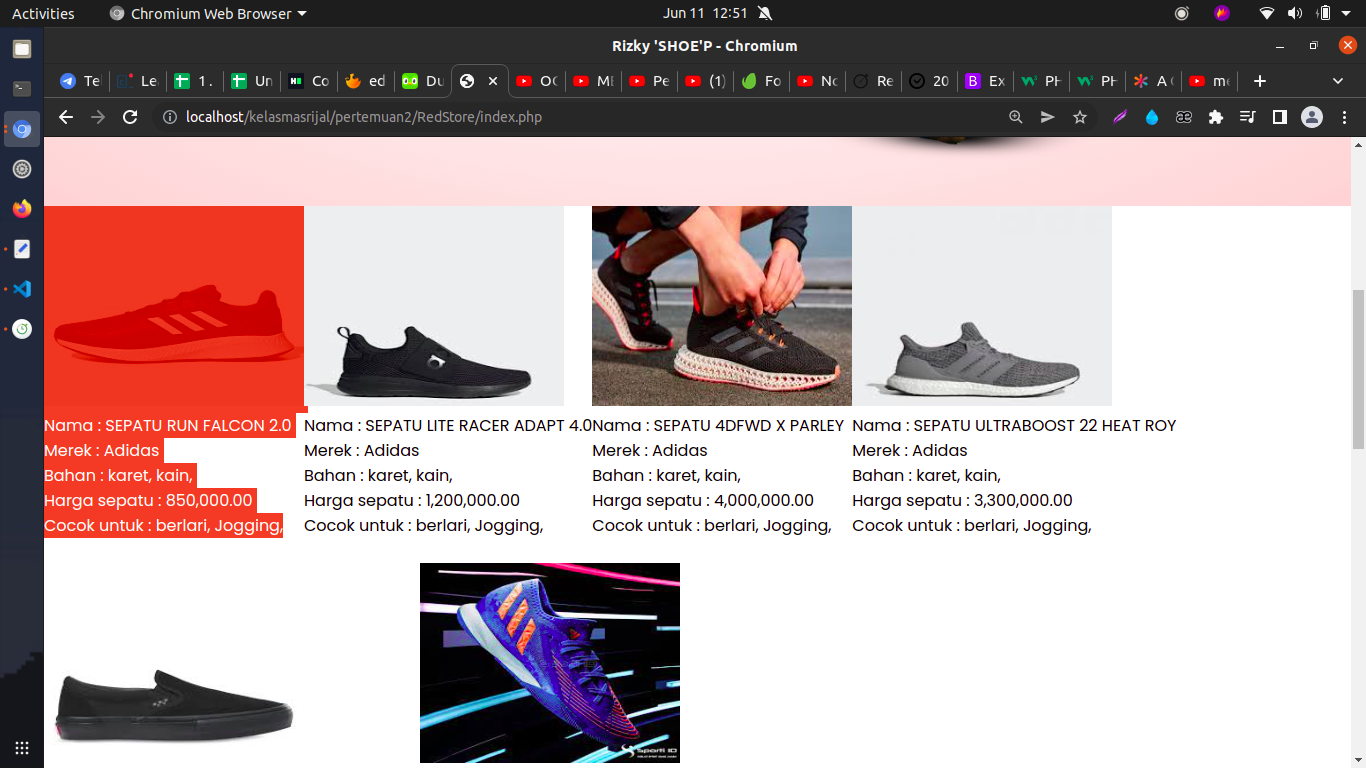 Activities
Chromium Web Browser
Jun 11 12:51
Rizky 'SHOE'P - Chromium
Te
Le
1.
Un
Co
ed
Du
OC
ME
Pe
(1)
Fo
No
Re
20
Ex
PH
PH
A C
me
localhost/kelasmasrijal/pertemuan2/RedStore/index.php
Nama : SEPATU RUN FALCON 2.0
Merek : Adidas
Bahan : karet, kain,
Harga sepatu : 850,000.00
Cocok untuk : berlari, Jogging,
Nama : SEPATU LITE RACER ADAPT 4.0
Merek : Adidas
Bahan : karet, kain,
Harga sepatu : 1,200,000.00
Cocok untuk : berlari, Jogging,
Nama : SEPATU 4DFWD X PARLEY
Merek : Adidas
Bahan : karet, kain,
Harga sepatu : 4,000,000.00
Cocok untuk : berlari, Jogging,
Nama : SEPATU ULTRABOOST 22 HEAT ROY
Merek : Adidas
Bahan : karet, kain,
Harga sepatu : 3,300,000.00
Cocok untuk : berlari, Jogging,
Sporti ID